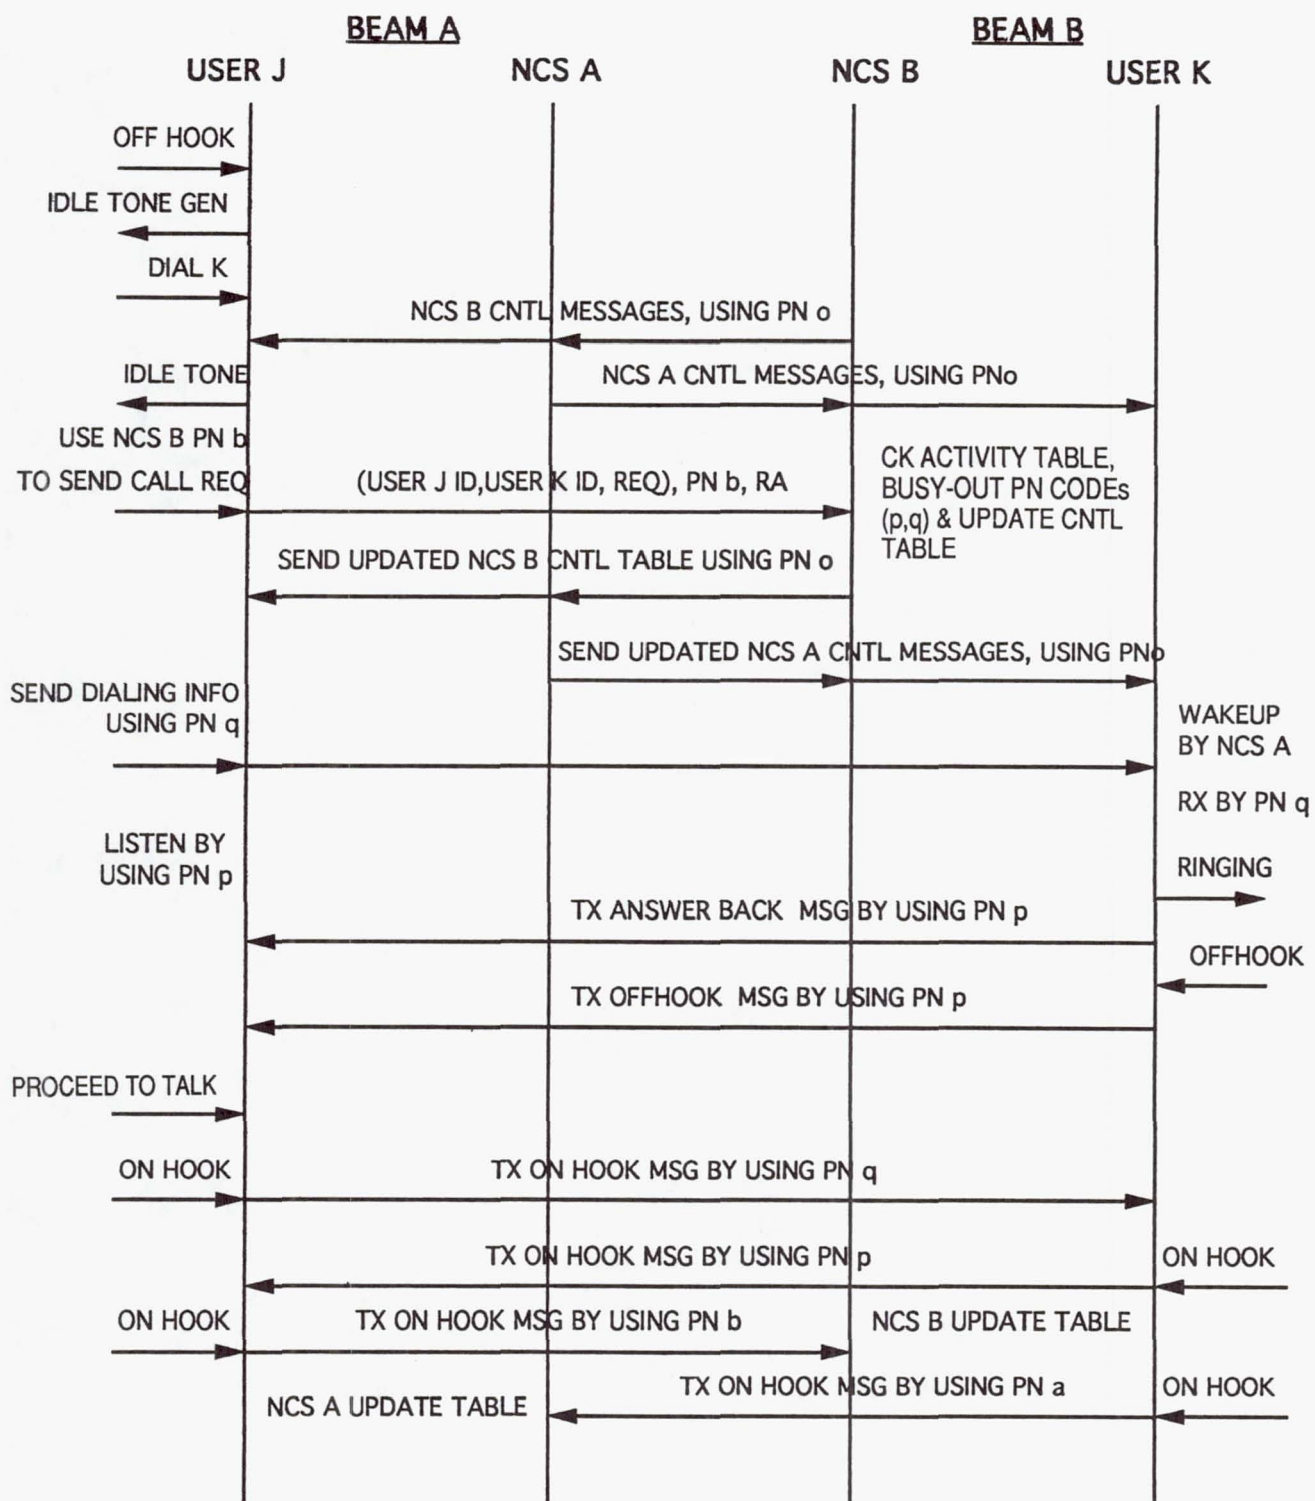 BEAM A
BEAM B
USER J
NCS A
NCS B
USER K
OFF HOOK
IDLE TONE GEN
DIAL K
NCS B CNTL MESSAGES, USING PN o
IDLE TONE
NCS A CNTL MESSAGES, USING PNo
USE NCS B PN b
TO SEND CALL REQ
(USER J ID,USER K ID, REQ), PN b, RA
CK ACTIVITY TABLE,
BUSY-OUT PN CODEs
(p,q) & UPDATE CNTL
TABLE
SEND UPDATED NCS B CNTL TABLE USING PN o
SEND UPDATED NCS A CNTL MESSAGES, USING PNo
SEND DIALING INFO
USING PN q
WAKEUP
BY NCS A
RX BY PN q
LISTEN BY
USING PN p
RINGING
TX ANSWER BACK MSG BY USING PN p
OFFHOOK
TX OFFHOOK MSG BY USING PN p
PROCEED TO TALK
ON HOOK
TX ON HOOK MSG BY USING PN q
TX ON HOOK MSG BY USING PN p
ON HOOK
ON HOOK
TX ON HOOK MSG BY USING PN b
NCS B UPDATE TABLE
TX ON HOOK MSG BY USING PN a
ON HOOK
NCS A UPDATE TABLE